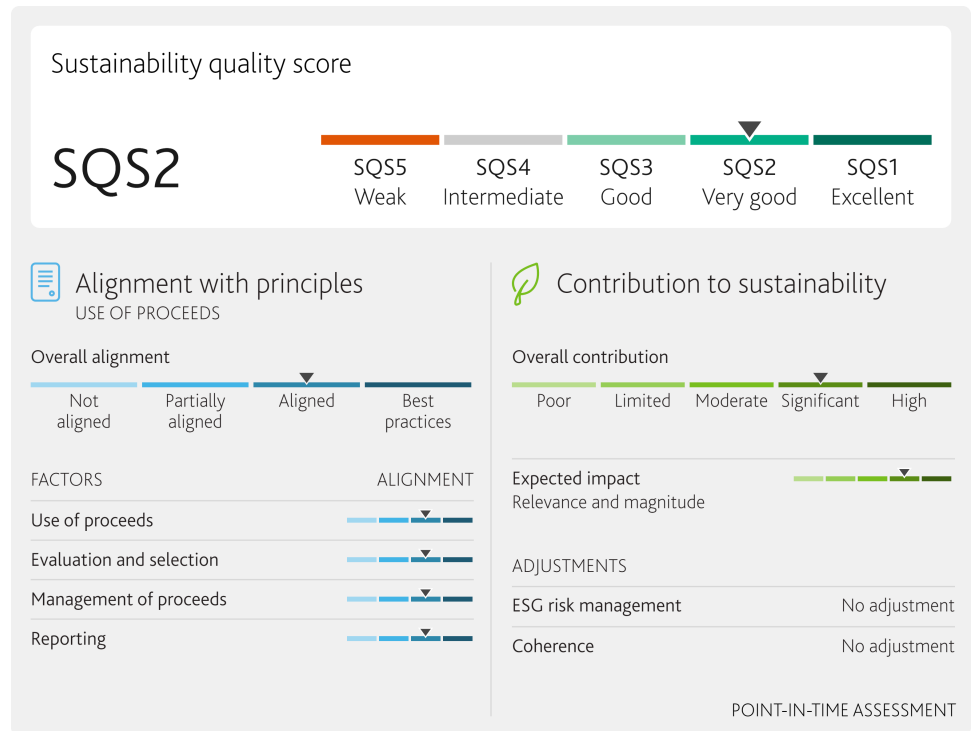 Sustainability quality score
SQS2
SQS5 SQS4 SQS3 SQS2 SQS1
Weak Intermediate Good Very good Excellent
Alignment with principles
USE OF PROCEEDS
Overall alignment
Not aligned
Partially aligned
Aligned
Best practices
FACTORS ALIGNMENT
Use of proceeds
Evaluation and selection
Management of proceeds
Reporting
Contribution to sustainability
Overall contribution
Poor Limited Moderate Significant High
Expected impact
Relevance and magnitude
ADJUSTMENTS
ESG risk management No adjustment
Coherence No adjustment
POINT-IN-TIME ASSESSMENT